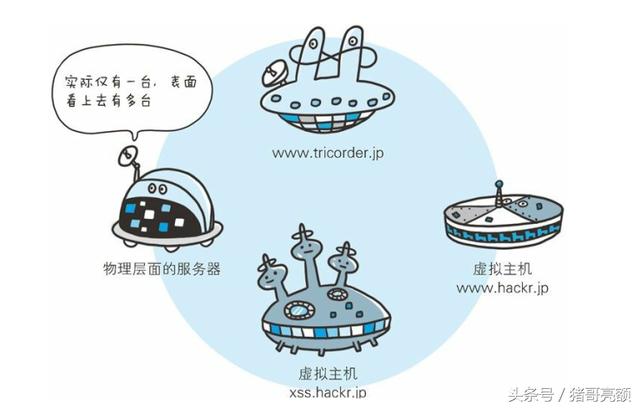 实际仅有一台，表面
看上去有多台
www.tricorder.jp
物理层面的服务器
虚拟主机
www.hackr.jp
虚拟主机
xss.hackr.jp
头条号 / 猪哥亮额